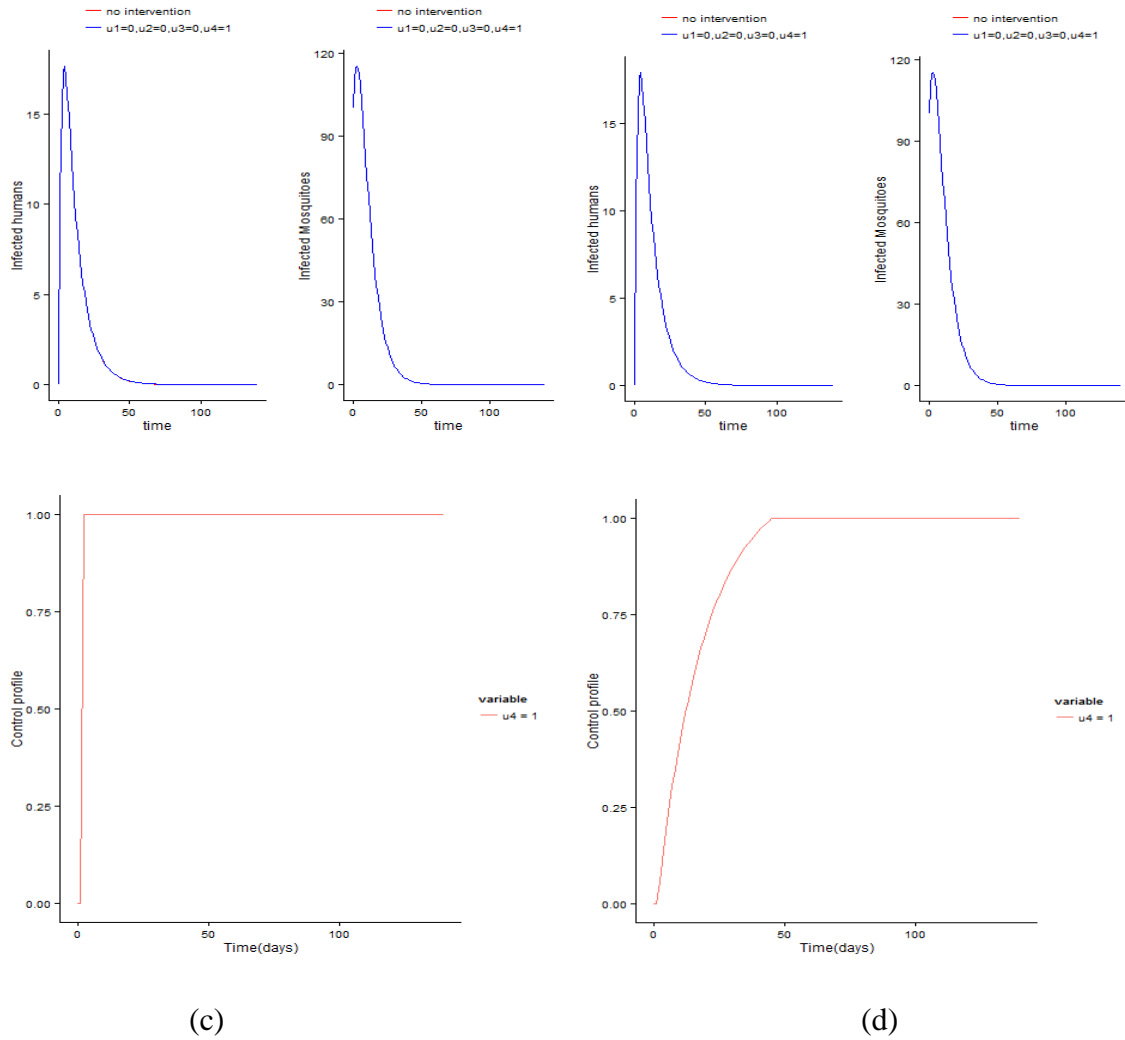 no intervention
u1=0,u2=0,u3=0,u4=1
Infected humans
15
10
5
0
0 50 100
time
no intervention
u1=0,u2=0,u3=0,u4=1
Infected Mosquitoes
120
90
60
30
0
0 50 100
time
no intervention
u1=0,u2=0,u3=0,u4=1
Infected humans
15
10
5
0
0 50 100
time
no intervention
u1=0,u2=0,u3=0,u4=1
Infected Mosquitoes
120
90
60
30
0
0 50 100
time
Control profile
1.00
0.75
0.50
0.25
0.00
0 50 100
Time(days)
variable
u4 = 1
(c)
Control profile
1.00
0.75
0.50
0.25
0.00
0 50 100
Time(days)
variable
u4 = 1
(d)